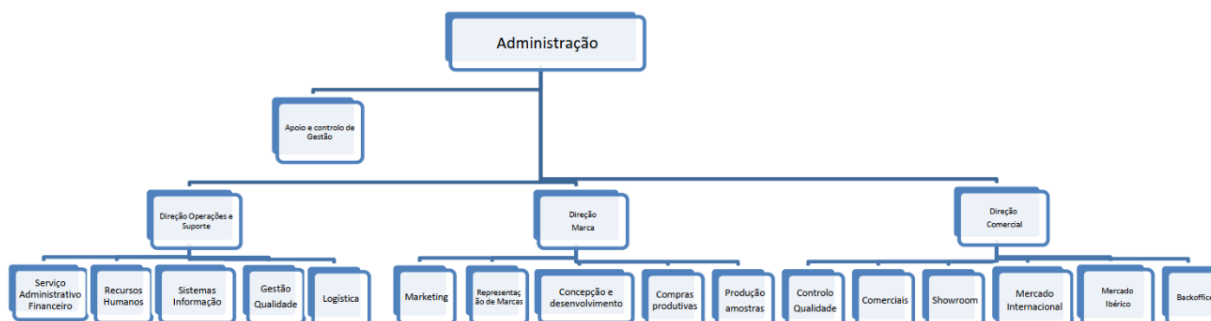 Administração
Apoio e controlo de
Gestão
Direção Operações e
Suporte
Direção
Marca
Direção
Comercial
Serviço
Administrativo
Financeiro
Recursos
Humanos
Sistemas
Informação
Gestão
Qualidade
Logística
Marketing
Representaç
ão de Marcas
Concepção e
desenvolvimento
Compras
produtivas
Produção
amostras
Controlo
Qualidade
Comerciais
Showroom
Mercado
Internacional
Mercado
Ibérico
Backoffice